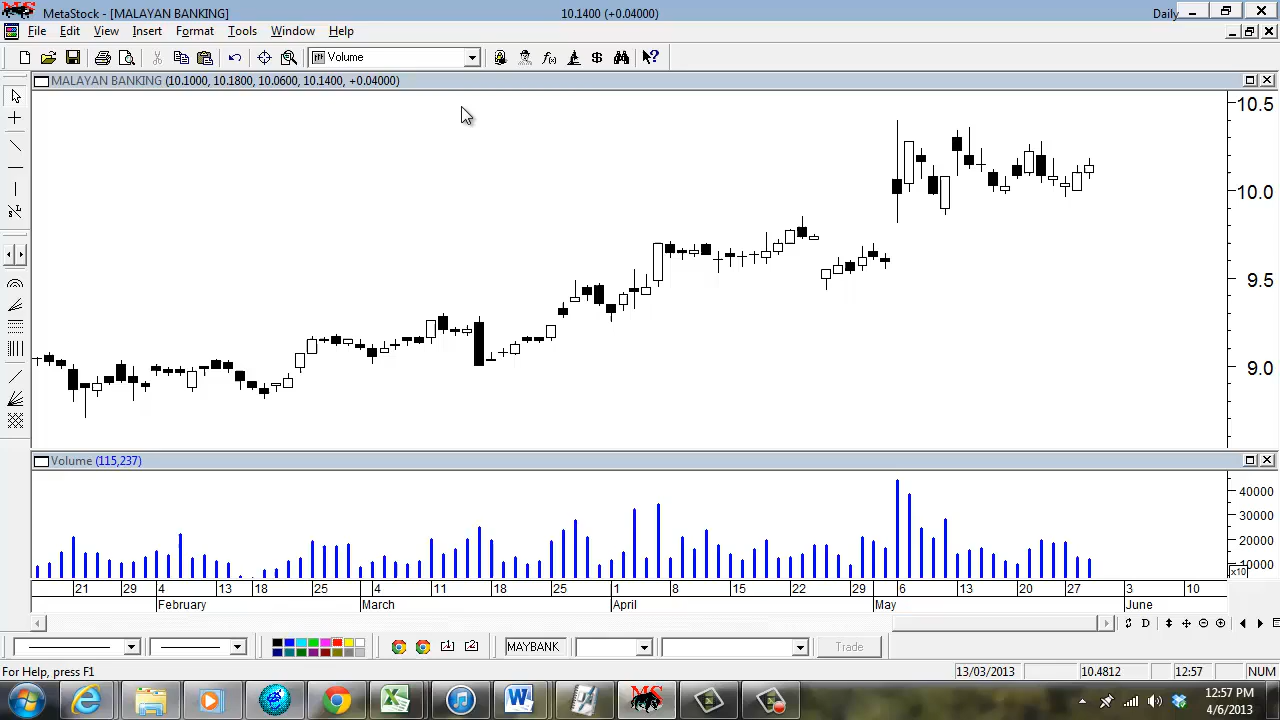 MetaStock - [MALAYAN BANKING] 10.1400 (+0.04000) Daily
File Edit View Insert Format Tools Window Help
Volume
MALAYAN BANKING (10.1000, 10.1800, 10.0600, 10.1400, +0.04000)
10.5
10.0
9.5
9.0
Volume (115,237)
40000
30000
20000
10000
x10
21 29 4 13 18 25 4 11 18 25 1 8 15 22 29 6 13 20 27 3 10
February March April May June
D
MAYBANK Trade
For Help, press F1 13/03/2013 10.4812 12:57 NUM
12:57 PM
4/6/2013